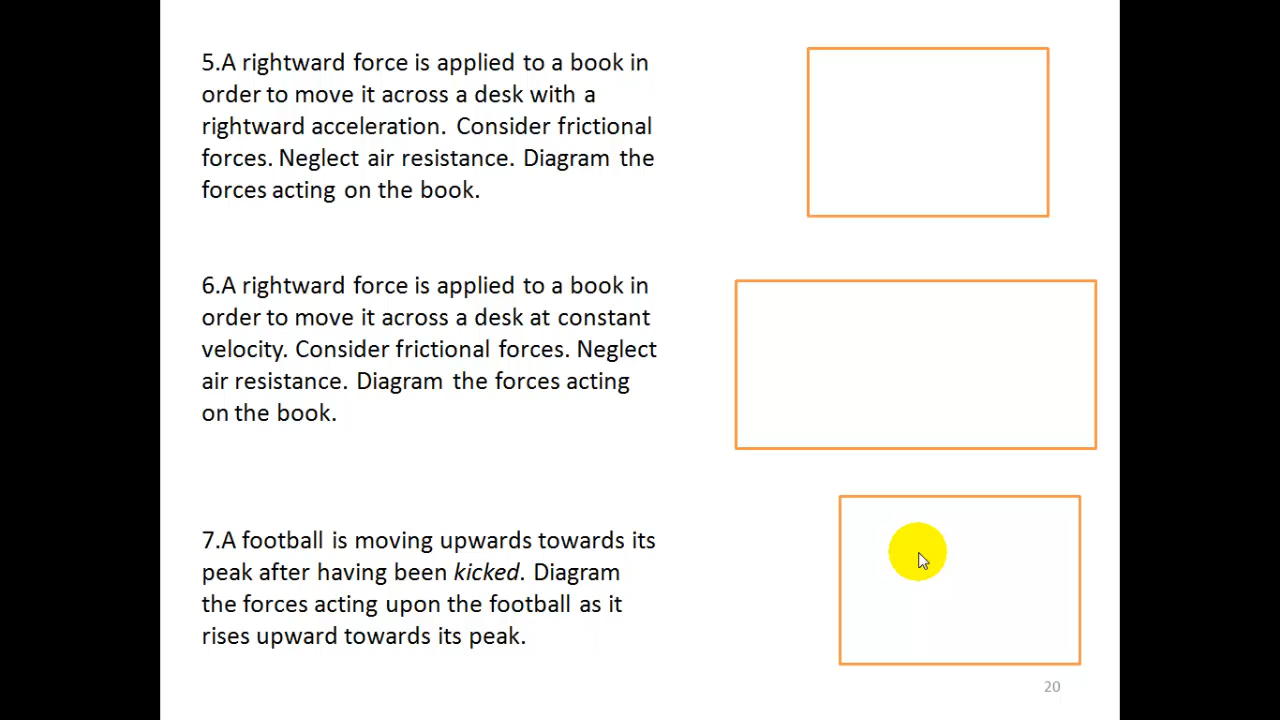 5.A rightward force is applied to a book in
order to move it across a desk with a
rightward acceleration. Consider frictional
forces. Neglect air resistance. Diagram the
forces acting on the book.
6.A rightward force is applied to a book in
order to move it across a desk at constant
velocity. Consider frictional forces. Neglect
air resistance. Diagram the forces acting
on the book.
7.A football is moving upwards towards its
peak after having been kicked. Diagram
the forces acting upon the football as it
rises upward towards its peak.
20